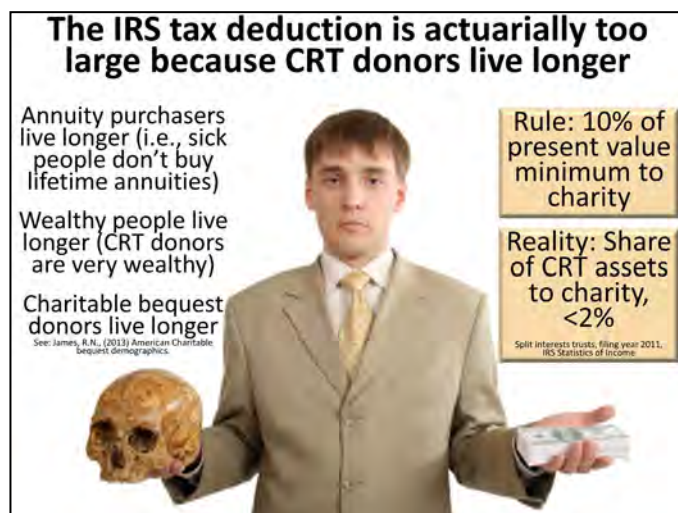 The IRS tax deduction is actuarially too
large because CRT donors live longer
Annuity purchasers
live longer (i.e., sick
people don't buy
lifetime annuities)
Wealthy people live
longer (CRT donors
are very wealthy)
Charitable bequest
donors live longer
See: James, R.N., (2013) American Charitable
bequest demographics.
Rule: 10% of
present value
minimum to
charity
Reality: Share
of CRT assets
to charity,
<2%
Split interests trusts, filing year 2011,
IRS Statistics of Income